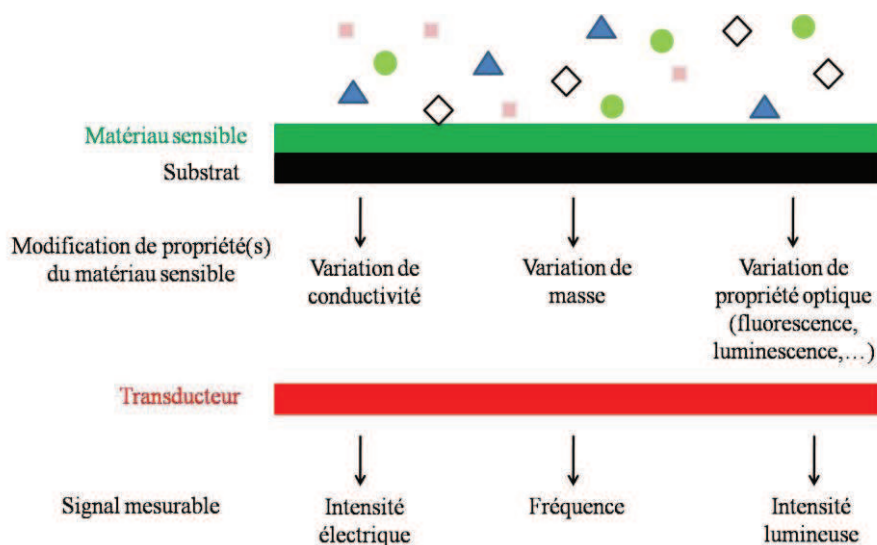 Matériau sensible
Substrat
Modification de propriété(s)
du matériau sensible
Variation de
conductivité
Variation de
masse
Variation de
propriété optique
(fluorescence,
luminescence,…)
Transducteur
Signal mesurable
Intensité
électrique
Fréquence
Intensité
lumineuse